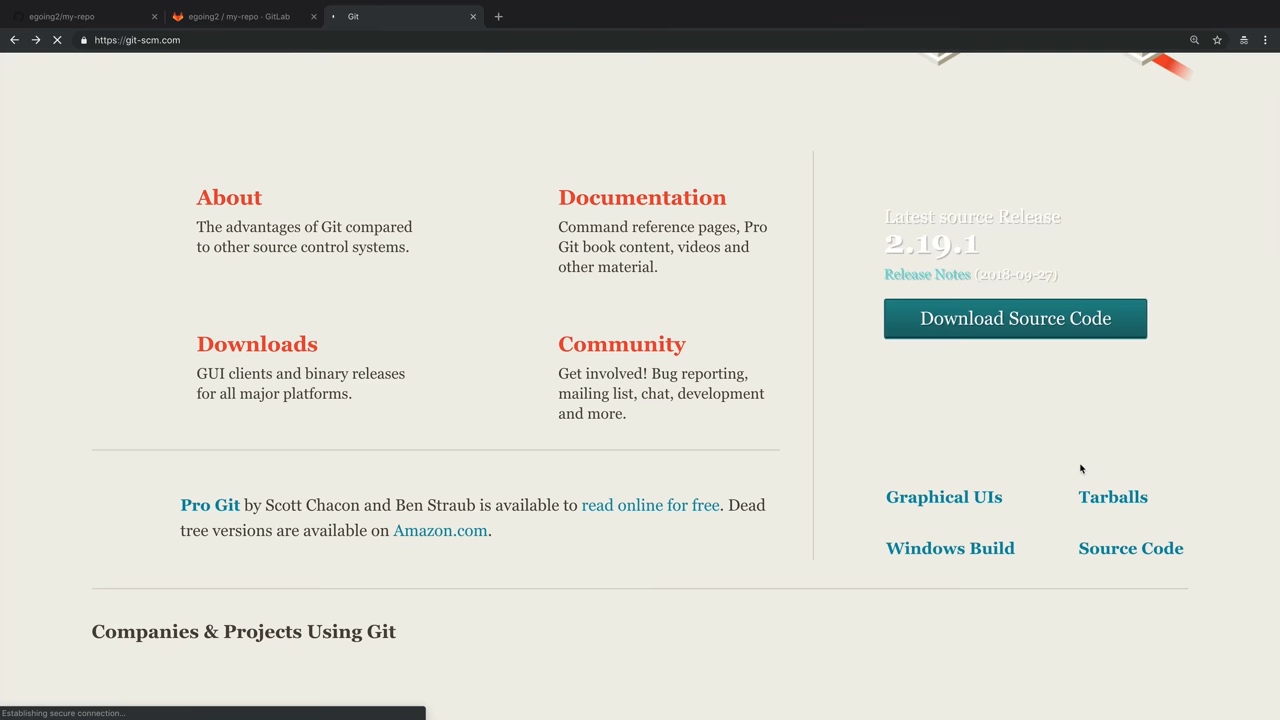 egoing2/my-repo
egoing2 / my-repo · GitLab
Git
https://git-scm.com
About
The advantages of Git compared
to other source control systems.
Documentation
Command reference pages, Pro
Git book content, videos and
other material.
Downloads
GUI clients and binary releases
for all major platforms.
Community
Get involved! Bug reporting,
mailing list, chat, development
and more.
Pro Git by Scott Chacon and Ben Straub is available to read online for free. Dead
tree versions are available on Amazon.com.
Latest source Release
2.19.1
Release Notes (2018-09-27)
Download Source Code
Graphical UIs
Tarballs
Windows Build
Source Code
Companies & Projects Using Git
Establishing secure connection...